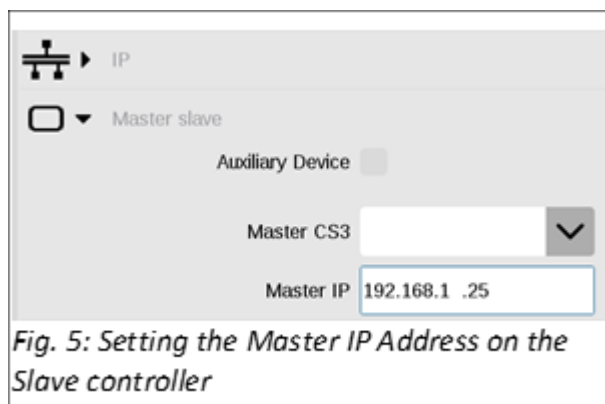 IP
Master slave
Auxiliary Device
Master CS3
Master IP 192.168.1 .25
Fig. 5: Setting the Master IP Address on the
Slave controller